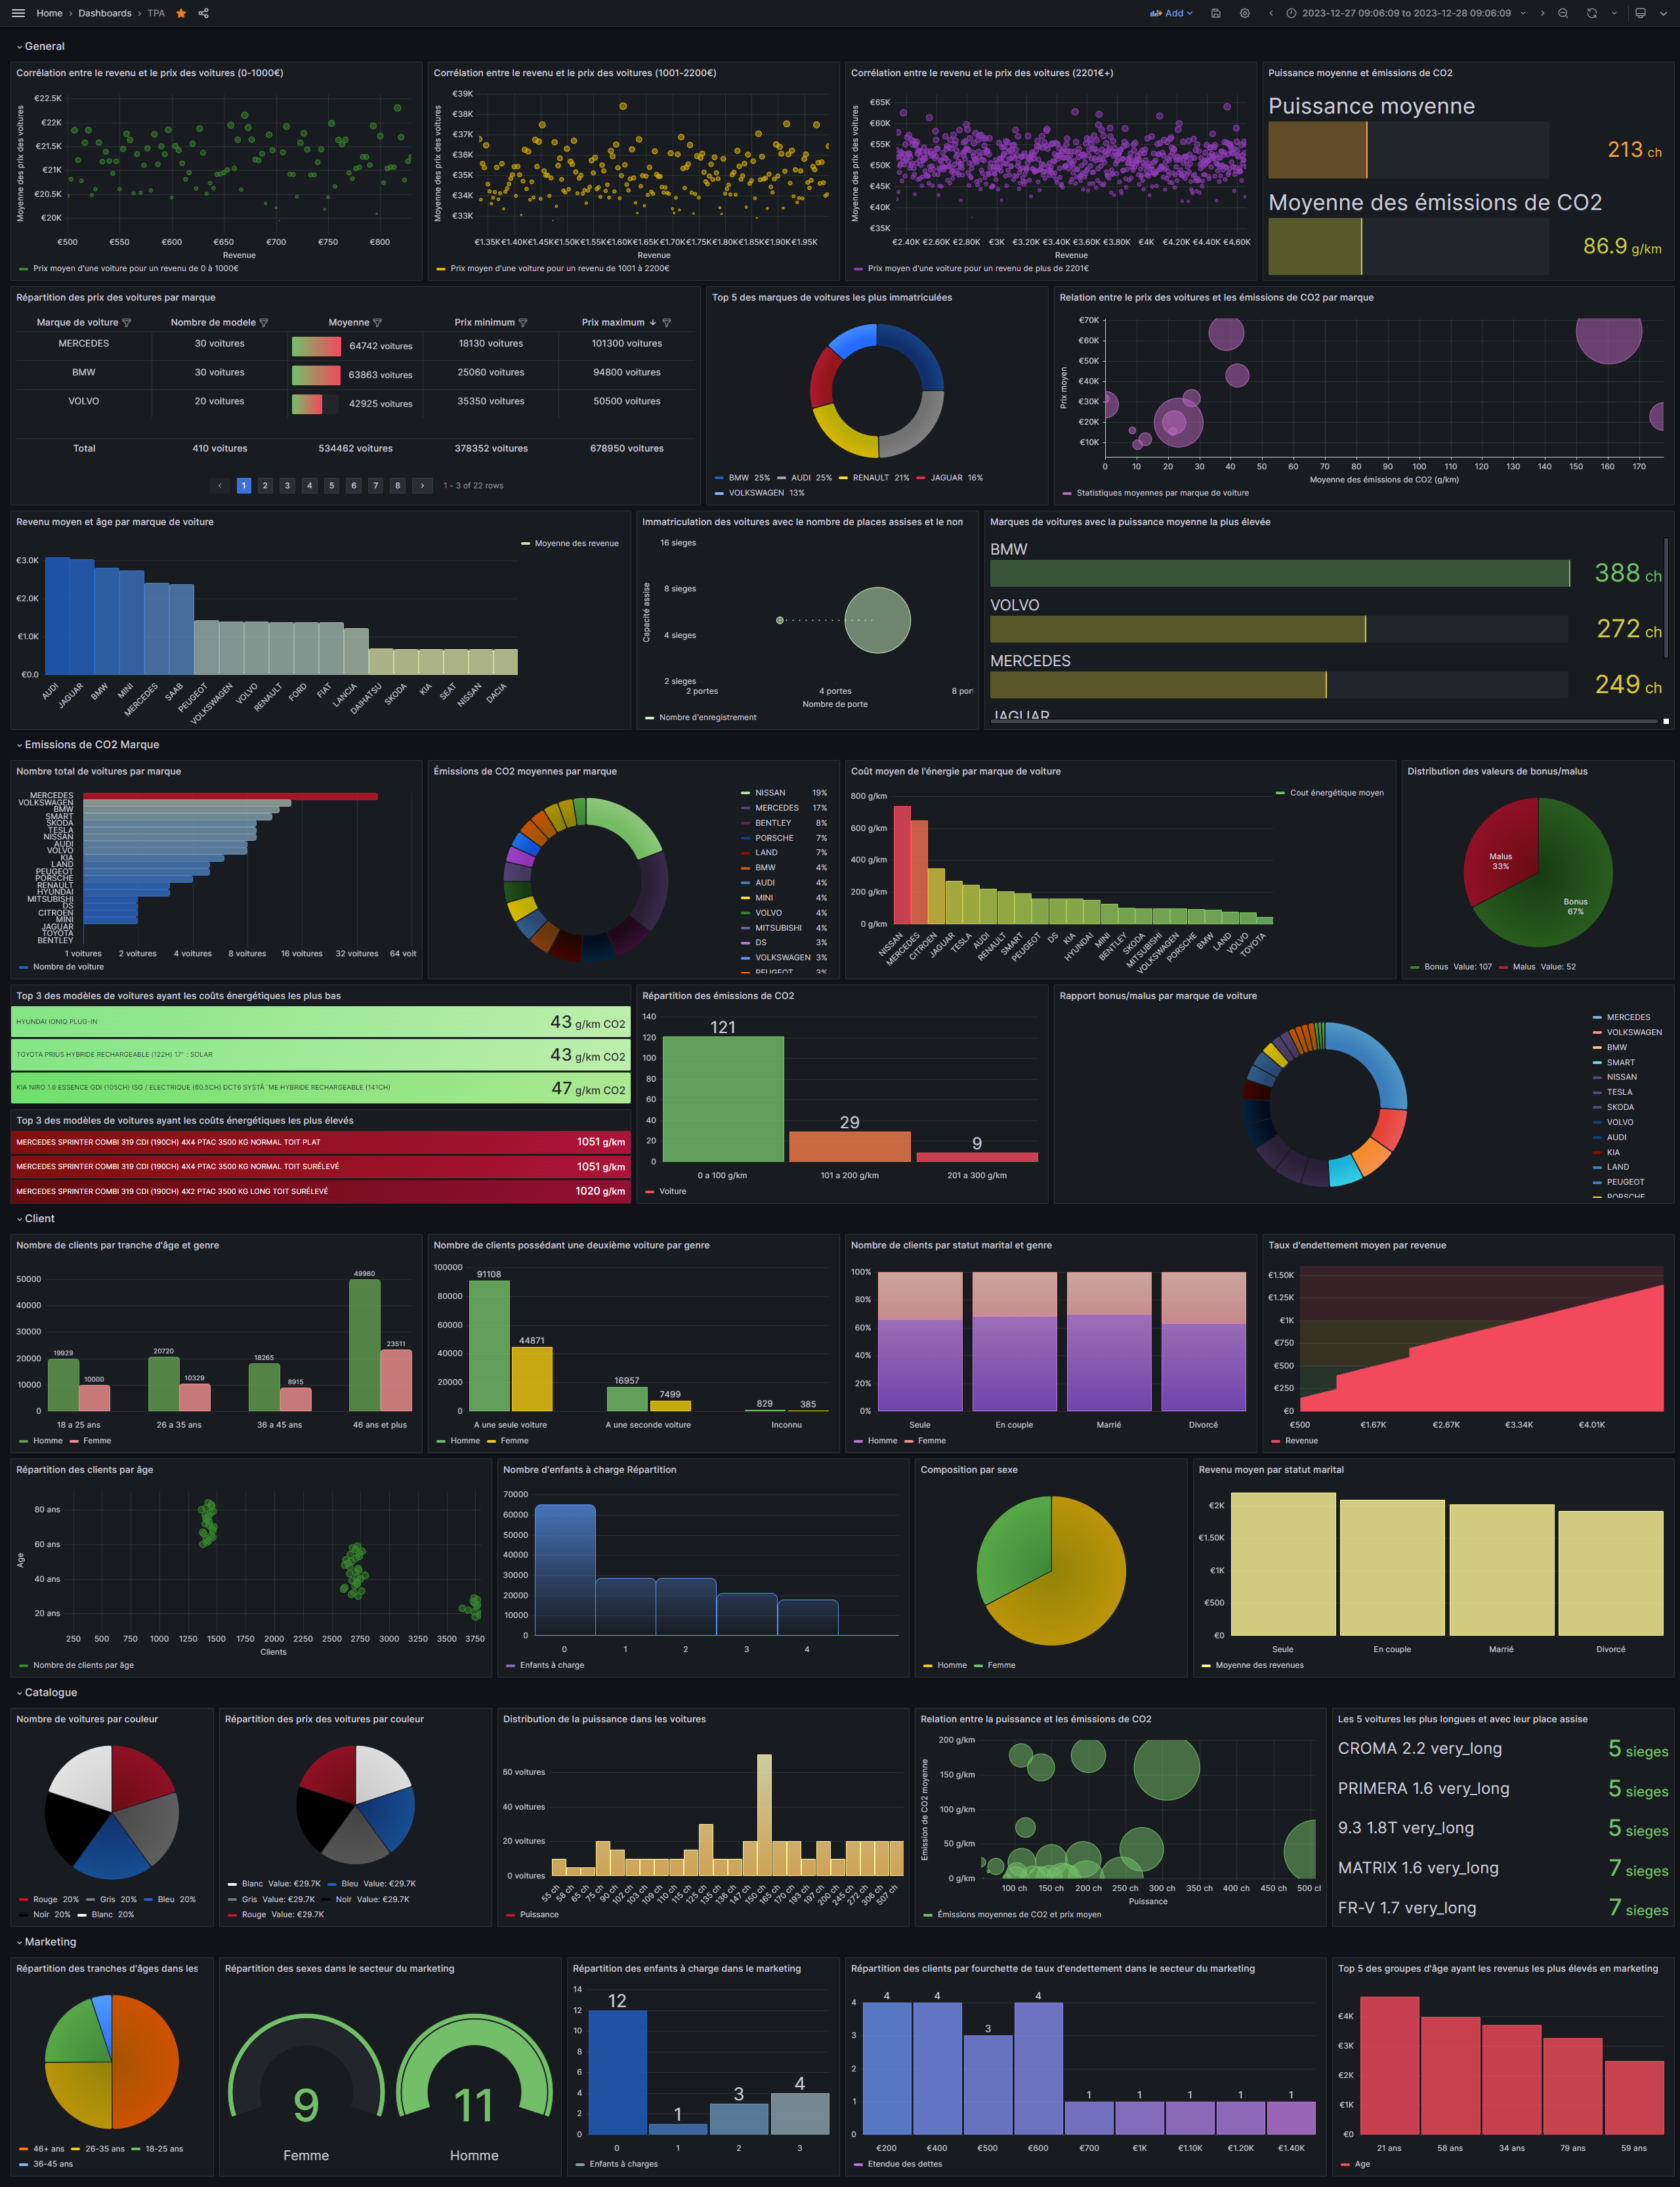 Home › Dashboards › TPA
Add
2023-12-27 09:06:09 to 2023-12-28 09:06:09
General
Corrélation entre le revenu et le prix des voitures (0-1000€)
Moyenne des prix des voitures
€22.5K
€22K
€21.5K
€21K
€20.5K
€20K
€500 €550 €600 €650 €700 €750 €800
Revenue
Prix moyen d'une voiture pour un revenu de 0 à 1000€
Corrélation entre le revenu et le prix des voitures (1001-2200€)
Moyenne des prix des voitures
€39K
€38K
€37K
€36K
€35K
€34K
€33K
€1.35K €1.40K €1.45K €1.50K €1.55K €1.60K €1.65K €1.70K €1.75K €1.80K €1.85K €1.90K €1.95K
Revenue
Prix moyen d'une voiture pour un revenu de 1001 à 2200€
Corrélation entre le revenu et le prix des voitures (2201€+)
Moyenne des prix des voitures
€65K
€60K
€55K
€50K
€45K
€40K
€35K
€2.40K €2.60K €2.80K €3K €3.20K €3.40K €3.60K €3.80K €4K €4.20K €4.40K €4.60K
Revenue
Prix moyen d'une voiture pour un revenu de plus de 2201€
Puissance moyenne et émissions de CO2
Puissance moyenne
213 ch
Moyenne des émissions de CO2
86.9 g/km
Répartition des prix des voitures par marque
Marque de voiture Nombre de modele Moyenne Prix minimum Prix maximum
MERCEDES 30 voitures 64742 voitures 18130 voitures 101300 voitures
BMW 30 voitures 63863 voitures 25060 voitures 94800 voitures
VOLVO 20 voitures 42925 voitures 35350 voitures 50500 voitures
Total 410 voitures 534462 voitures 378352 voitures 678950 voitures
1 2 3 4 5 6 7 8 1 - 3 of 22 rows
Top 5 des marques de voitures les plus immatriculées
BMW 25% AUDI 25% RENAULT 21% JAGUAR 16%
VOLKSWAGEN 13%
Relation entre le prix des voitures et les émissions de CO2 par marque
Prix moyen
€70K
€60K
€50K
€40K
€30K
€20K
€10K
0 10 20 30 40 50 60 70 80 90 100 110 120 130 140 150 160 170
Moyenne des émissions de CO2 (g/km)
Statistiques moyennes par marque de voiture
Revenu moyen et âge par marque de voiture
Moyenne des revenue
€3.0K
€2.0K
€1.0K
€0.0
AUDI JAGUAR BMW MINI MERCEDES SAAB PEUGEOT VOLKSWAGEN VOLVO RENAULT FORD FIAT LANCIA DAIHATSU SKODA KIA SEAT NISSAN DACIA
Immatriculation des voitures avec le nombre de places assises et le non
Capacité assise
16 sieges
8 sieges
4 sieges
2 sieges
2 portes 4 portes 8 port
Nombre de porte
Nombre d'enregistrement
Marques de voitures avec la puissance moyenne la plus élevée
BMW
388 ch
VOLVO
272 ch
MERCEDES
249 ch
JAGUAR
Emissions de CO2 Marque
Nombre total de voitures par marque
MERCEDES
VOLKSWAGEN
BMW
SMART
SKODA
TESLA
NISSAN
AUDI
VOLVO
KIA
LAND
PEUGEOT
PORSCHE
RENAULT
HYUNDAI
MITSUBISHI
DS
CITROEN
MINI
JAGUAR
TOYOTA
BENTLEY
1 voitures 2 voitures 4 voitures 8 voitures 16 voitures 32 voitures 64 voit
Nombre de voiture
Émissions de CO2 moyennes par marque
NISSAN 19%
MERCEDES 17%
BENTLEY 8%
PORSCHE 7%
LAND 7%
BMW 4%
AUDI 4%
MINI 4%
VOLVO 4%
MITSUBISHI 4%
DS 3%
VOLKSWAGEN 3%
PEUGEOT 3%
Coût moyen de l'énergie par marque de voiture
Cout énergétique moyen
800 g/km
600 g/km
400 g/km
200 g/km
0 g/km
NISSAN MERCEDES CITROEN JAGUAR TESLA AUDI RENAULT SMART PEUGEOT DS KIA HYUNDAI MINI BENTLEY SKODA MITSUBISHI VOLKSWAGEN PORSCHE BMW LAND VOLVO TOYOTA
Distribution des valeurs de bonus/malus
Malus
33%
Bonus
67%
Bonus Value: 107 Malus Value: 52
Top 3 des modèles de voitures ayant les coûts énergétiques les plus bas
HYUNDAI IONIQ PLUG-IN 43 g/km CO2
TOYOTA PRIUS HYBRIDE RECHARGEABLE (122H) 17" : SOLAR 43 g/km CO2
KIA NIRO 1.6 ESSENCE GDI (105CH) ISG / ELECTRIQUE (60.5CH) DCT6 SYSTÃ¨ME HYBRIDE RECHARGEABLE (141CH) 47 g/km CO2
Top 3 des modèles de voitures ayant les coûts énergétiques les plus élevés
MERCEDES SPRINTER COMBI 319 CDI (190CH) 4X4 PTAC 3500 KG NORMAL TOIT PLAT 1051 g/km
MERCEDES SPRINTER COMBI 319 CDI (190CH) 4X4 PTAC 3500 KG NORMAL TOIT SURÉLEVÉ 1051 g/km
MERCEDES SPRINTER COMBI 319 CDI (190CH) 4X2 PTAC 3500 KG LONG TOIT SURÉLEVÉ 1020 g/km
Répartition des émissions de CO2
140
120
100
80
60
40
20
0
121
29
9
0 a 100 g/km 101 a 200 g/km 201 a 300 g/km
Voiture
Rapport bonus/malus par marque de voiture
MERCEDES
VOLKSWAGEN
BMW
SMART
NISSAN
TESLA
SKODA
VOLVO
AUDI
KIA
LAND
PEUGEOT
PORSCHE
Client
Nombre de clients par tranche d'âge et genre
50000
40000
30000
20000
10000
0
19929 10000 20720 10329 18265 8915 49980 23511
18 a 25 ans 26 a 35 ans 36 a 45 ans 46 ans et plus
Homme Femme
Nombre de clients possédant une deuxième voiture par genre
100000
80000
60000
40000
20000
0
91108 44871 16957 7499 829 385
A une seule voiture A une seconde voiture Inconnu
Homme Femme
Nombre de clients par statut marital et genre
100%
80%
60%
40%
20%
0%
Seule En couple Marrié Divorcé
Homme Femme
Taux d'endettement moyen par revenue
€1.50K
€1.25K
€1K
€750
€500
€250
€0
€500 €1.67K €2.67K €3.34K €4.01K
Revenue
Répartition des clients par âge
Age
80 ans
60 ans
40 ans
20 ans
250 500 750 1000 1250 1500 1750 2000 2250 2500 2750 3000 3250 3500 3750
Clients
Nombre de clients par âge
Nombre d'enfants à charge Répartition
70000
60000
50000
40000
30000
20000
10000
0
0 1 2 3 4
Enfants à charge
Composition par sexe
Homme Femme
Revenu moyen par statut marital
€2K
€1.50K
€1K
€500
€0
Seule En couple Marrié Divorcé
Moyenne des revenues
Catalogue
Nombre de voitures par couleur
Rouge 20% Gris 20% Bleu 20%
Noir 20% Blanc 20%
Répartition des prix des voitures par couleur
Blanc Value: €29.7K Bleu Value: €29.7K
Gris Value: €29.7K Noir Value: €29.7K
Rouge Value: €29.7K
Distribution de la puissance dans les voitures
60 voitures
40 voitures
20 voitures
0 voitures
55 ch 58 ch 65 ch 75 ch 90 ch 102 ch 103 ch 109 ch 110 ch 115 ch 125 ch 135 ch 136 ch 147 ch 150 ch 165 ch 170 ch 193 ch 197 ch 200 ch 245 ch 272 ch 306 ch 507 ch
Puissance
Relation entre la puissance et les émissions de CO2
Emission de CO2 moyenne
200 g/km
150 g/km
100 g/km
50 g/km
0 g/km
100 ch 150 ch 200 ch 250 ch 300 ch 350 ch 400 ch 450 ch 500 cl
Puissance
Émissions moyennes de CO2 et prix moyen
Les 5 voitures les plus longues et avec leur place assise
CROMA 2.2 very_long 5 sieges
PRIMERA 1.6 very_long 5 sieges
9.3 1.8T very_long 5 sieges
MATRIX 1.6 very_long 7 sieges
FR-V 1.7 very_long 7 sieges
Marketing
Répartition des tranches d'âges dans les
46+ ans 26-35 ans 18-25 ans
36-45 ans
Répartition des sexes dans le secteur du marketing
9 11
Femme Homme
Répartition des enfants à charge dans le marketing
14
12
10
8
6
4
2
0
12 1 3 4
0 1 2 3
Enfants à charges
Répartition des clients par fourchette de taux d'endettement dans le secteur du marketing
4
3
2
1
0
4 4 3 4 1 1 1 1 1
€200 €400 €500 €600 €700 €1K €1.10K €1.20K €1.40K
Etendue des dettes
Top 5 des groupes d'âge ayant les revenus les plus élevés en marketing
€4K
€3K
€2K
€1K
€0
21 ans 58 ans 34 ans 79 ans 59 ans
Age